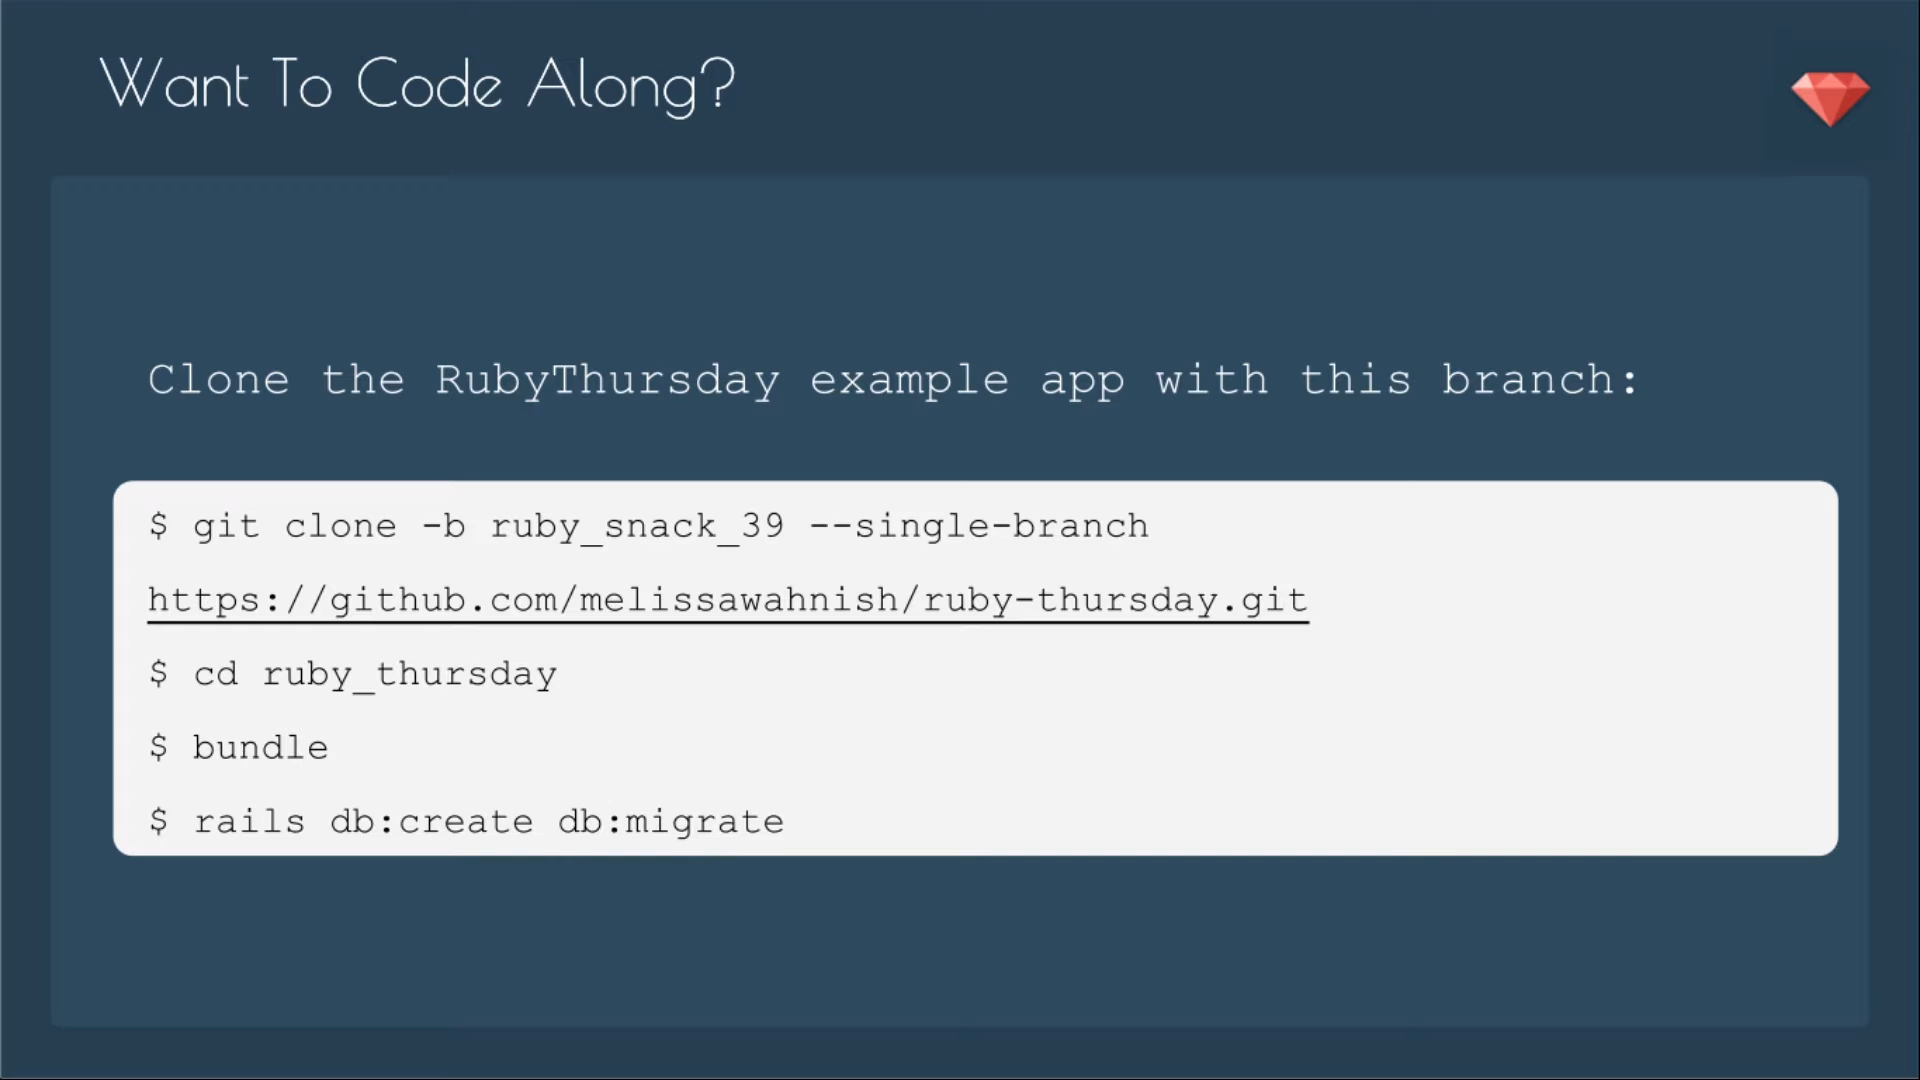 Want To Code Along?
Clone the RubyThursday example app with this branch:
$ git clone -b ruby_snack_39 --single-branch
https://github.com/melissawahnish/ruby-thursday.git
$ cd ruby_thursday
$ bundle
$ rails db:create db:migrate